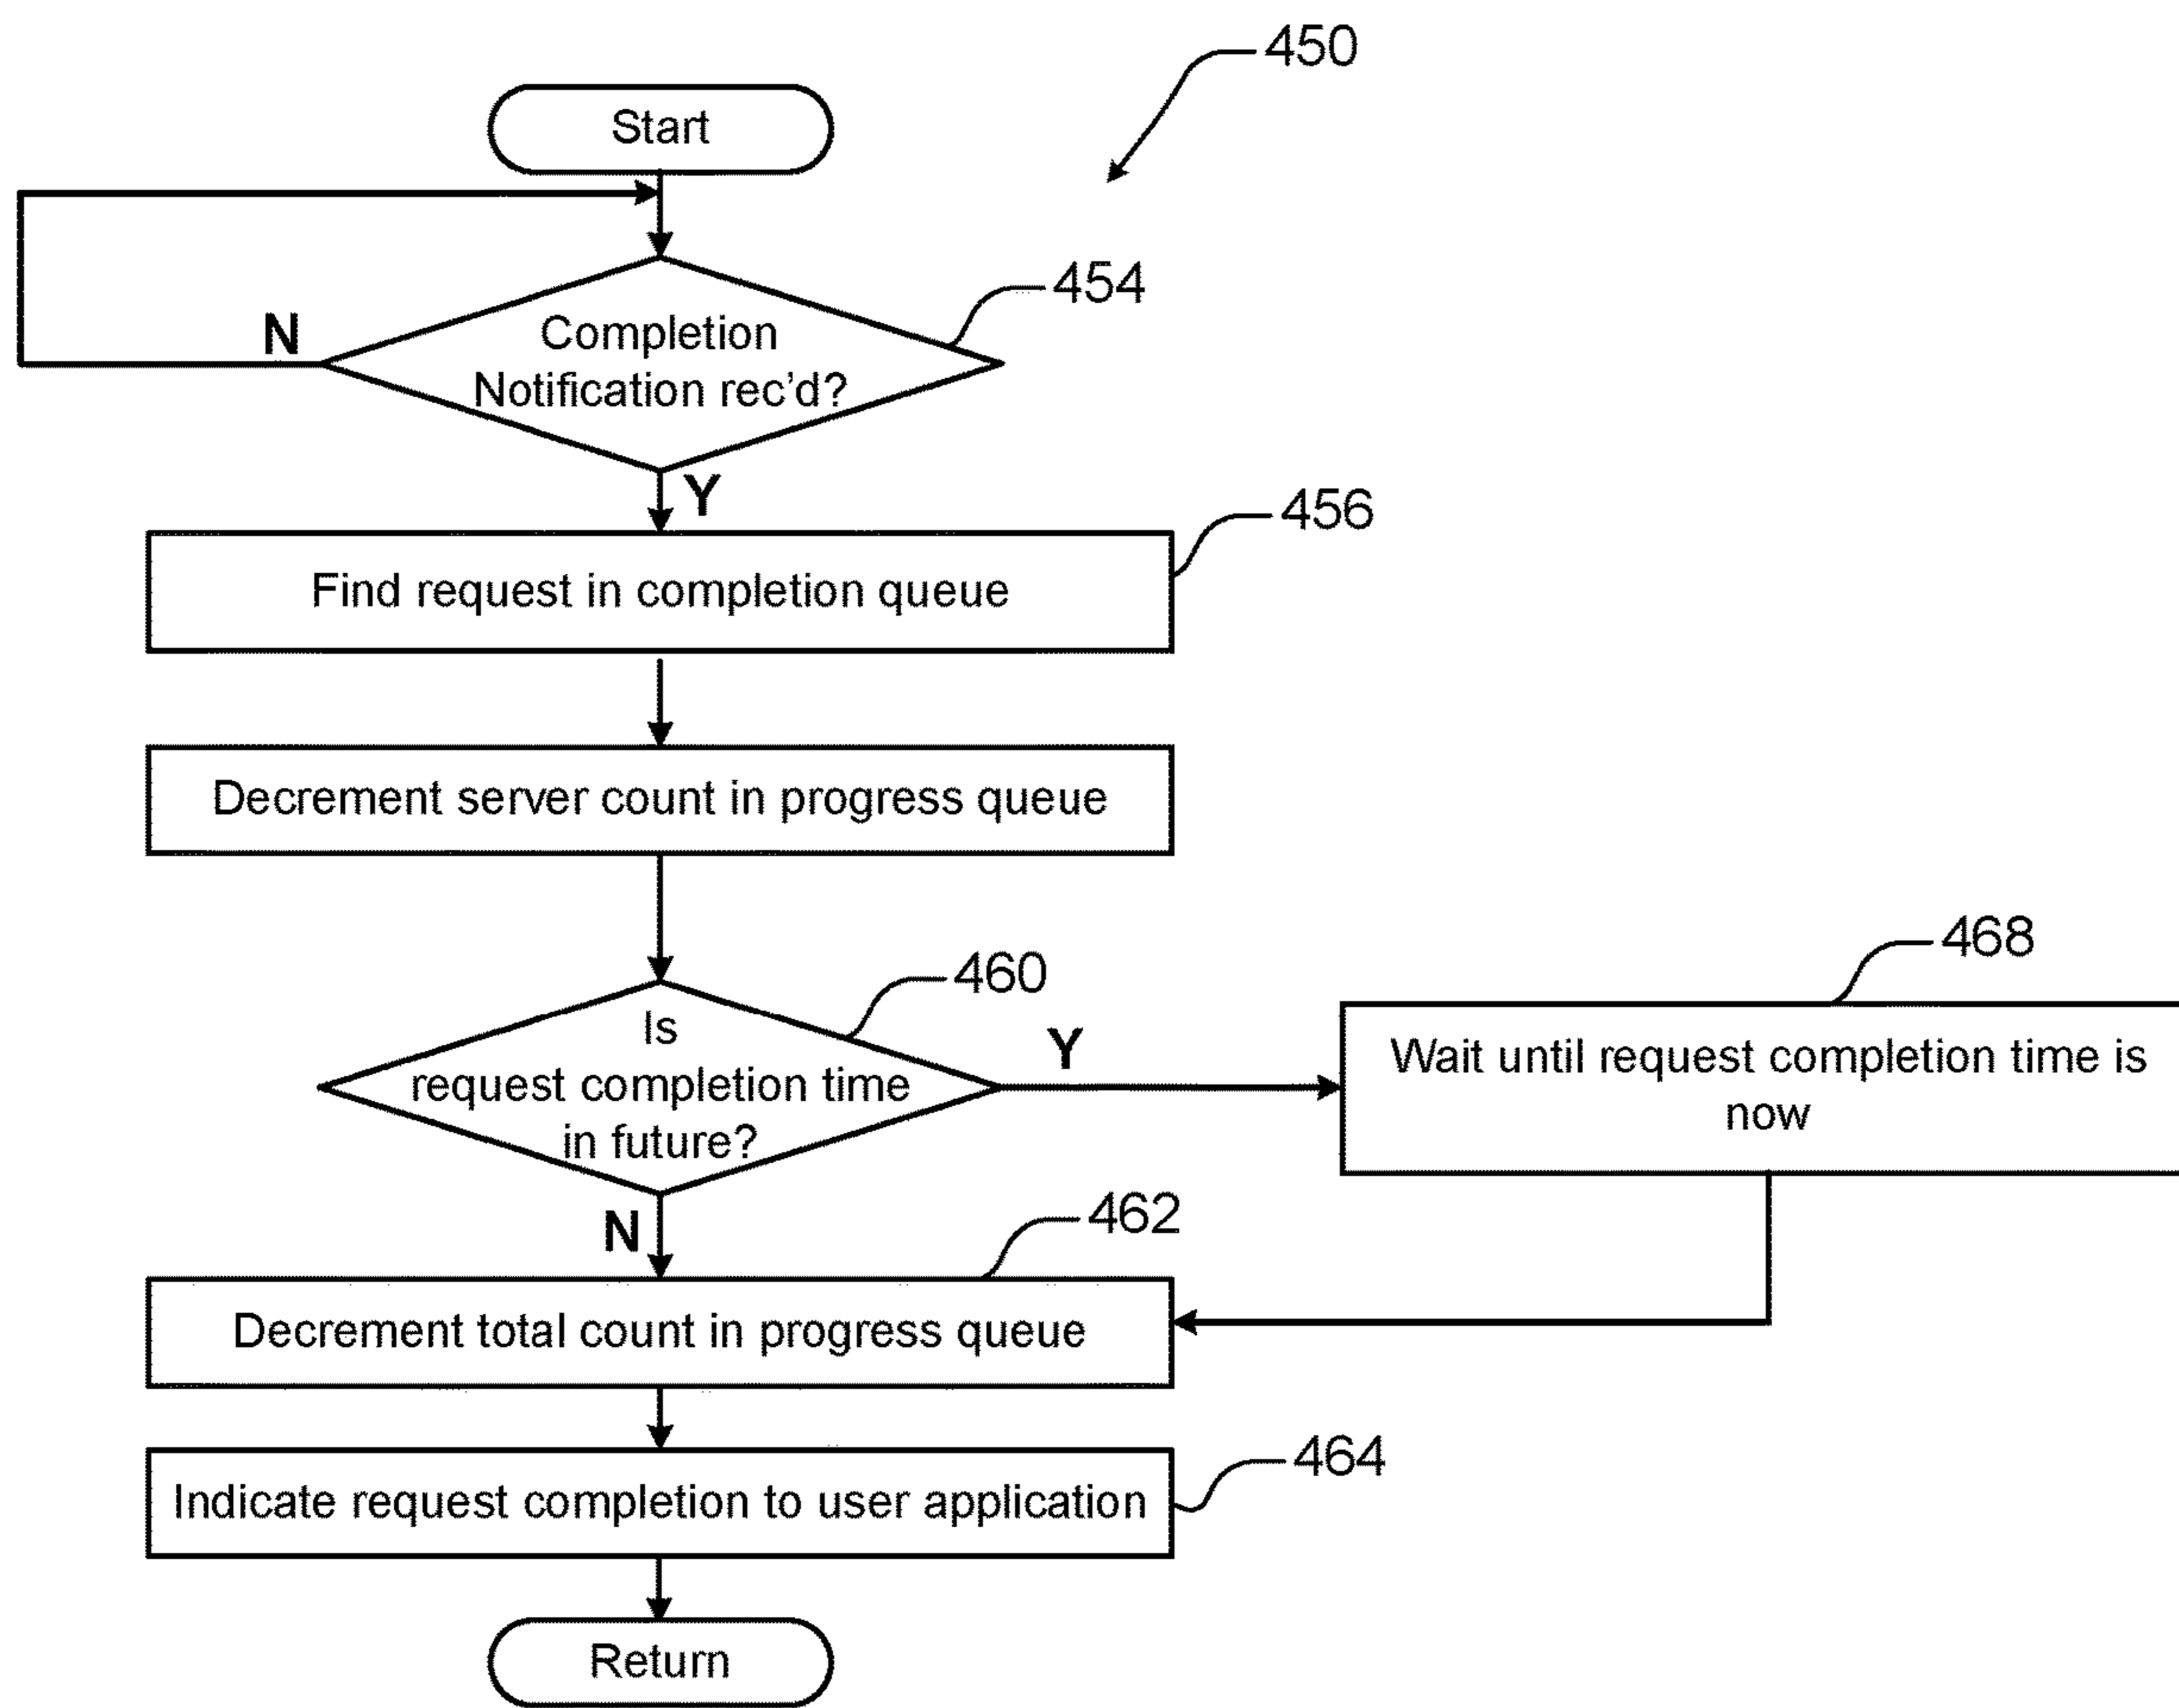 450
Start
454
N
Completion
Notification rec'd?
Y
456
Find request in completion queue
Decrement server count in progress queue
460
468
Is
request completion time
in future?
Y
Wait until request completion time is
now
N
462
Decrement total count in progress queue
464
Indicate request completion to user application
Return